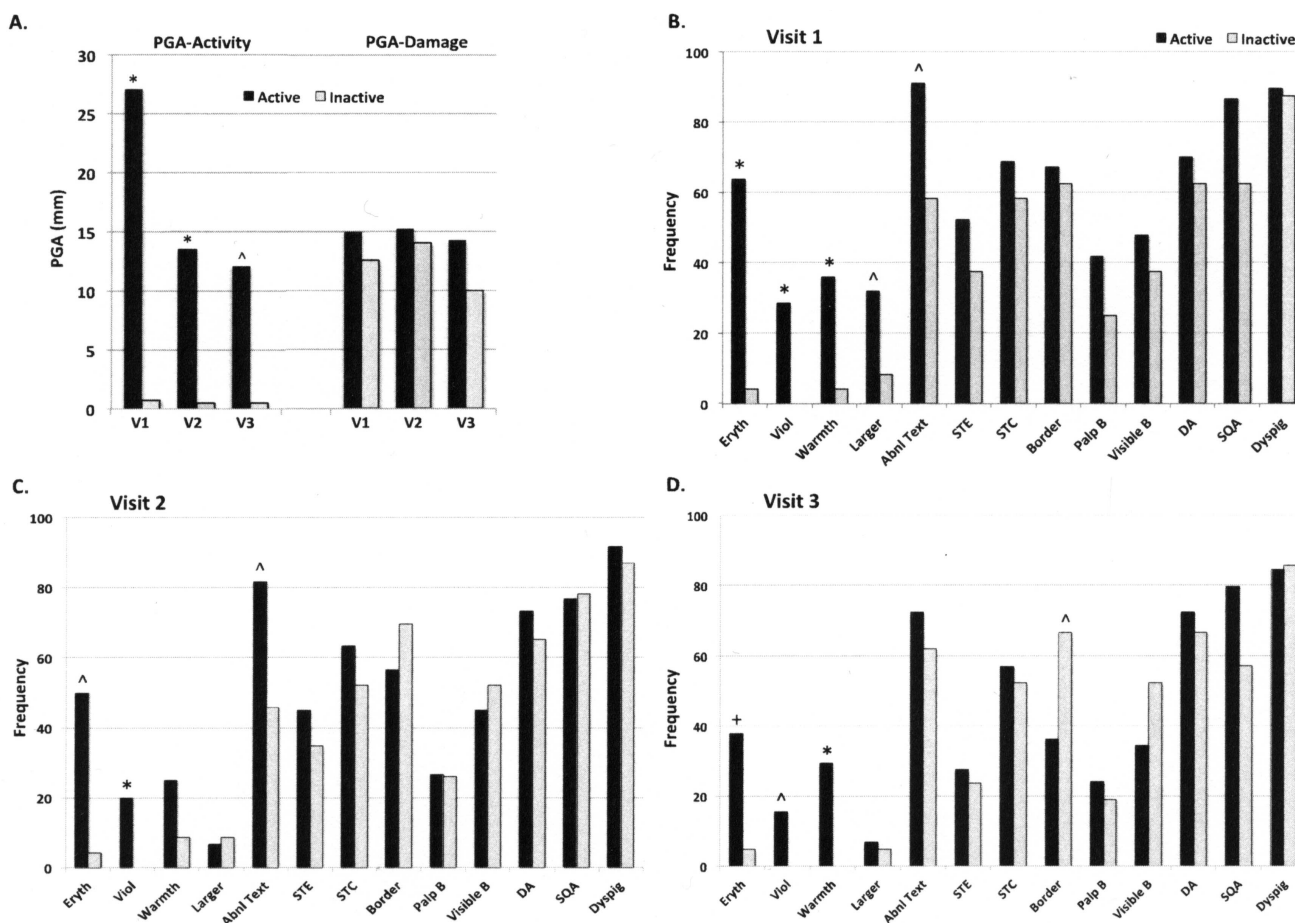 A.
PGA-Activity PGA-Damage
Active Inactive
PGA (mm)
30
25
20
15
10
5
0
*
*
^
V1 V2 V3 V1 V2 V3
B.
Visit 1
Active Inactive
Frequency
100
80
60
40
20
0
* * * ^ ^
Eryth Viol Warmth Larger Abnl Text STE STC Border Palp B Visible B DA SQA Dyspig
C.
Visit 2
Frequency
100
80
60
40
20
0
^ * ^
Eryth Viol Warmth Larger Abnl Text STE STC Border Palp B Visible B DA SQA Dyspig
D.
Visit 3
Frequency
100
80
60
40
20
0
+ ^ * ^
Eryth Viol Warmth Larger Abnl Text STE STC Border Palp B Visible B DA SQA Dyspig